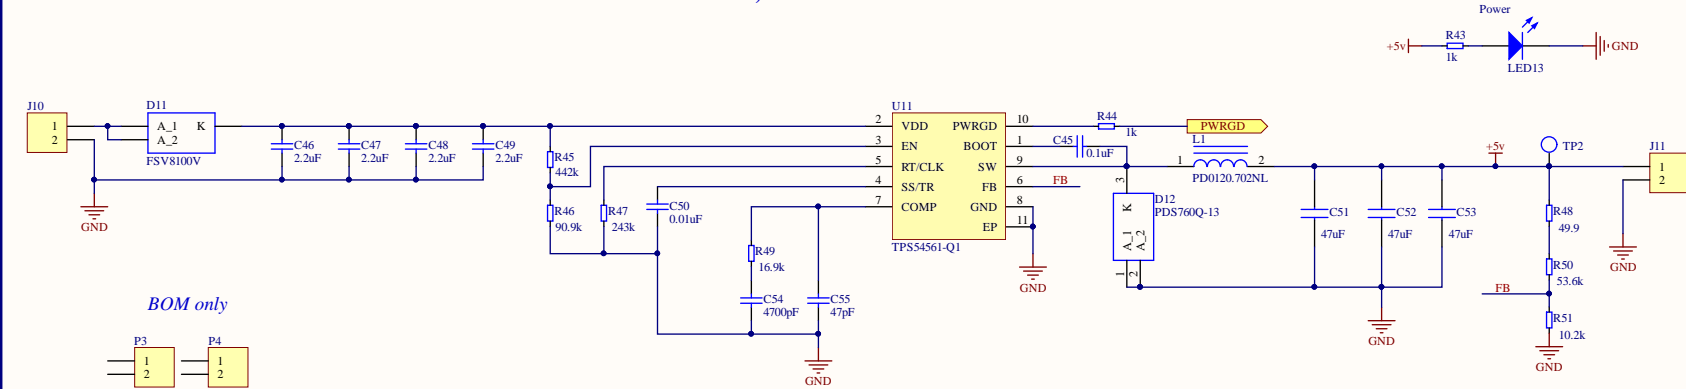 Power
+5v
R43
1k
LED13
GND
J10
1
2
GND
D11
A_1
A_2
K
FSV8100V
C46
2.2uF
C47
2.2uF
C48
2.2uF
C49
2.2uF
R45
442k
R46
90.9k
R47
243k
C50
0.01uF
R49
16.9k
C54
4700pF
C55
47pF
GND
U11
2 VDD PWRGD 10
3 EN BOOT 1
5 RT/CLK SW 9
4 SS/TR FB 6
7 COMP GND 8
EP 11
TPS54561-Q1
FB
GND
R44
1k
PWRGD
C45
0.1uF
L1
1
2
PD0120.702NL
3
D12
PDS760Q-13
K
A_1
A_2
1
2
C51
47uF
C52
47uF
C53
47uF
GND
+5v
TP2
R48
49.9
R50
53.6k
FB
R51
10.2k
GND
J11
1
2
GND
BOM only
P3
1
2
P4
1
2